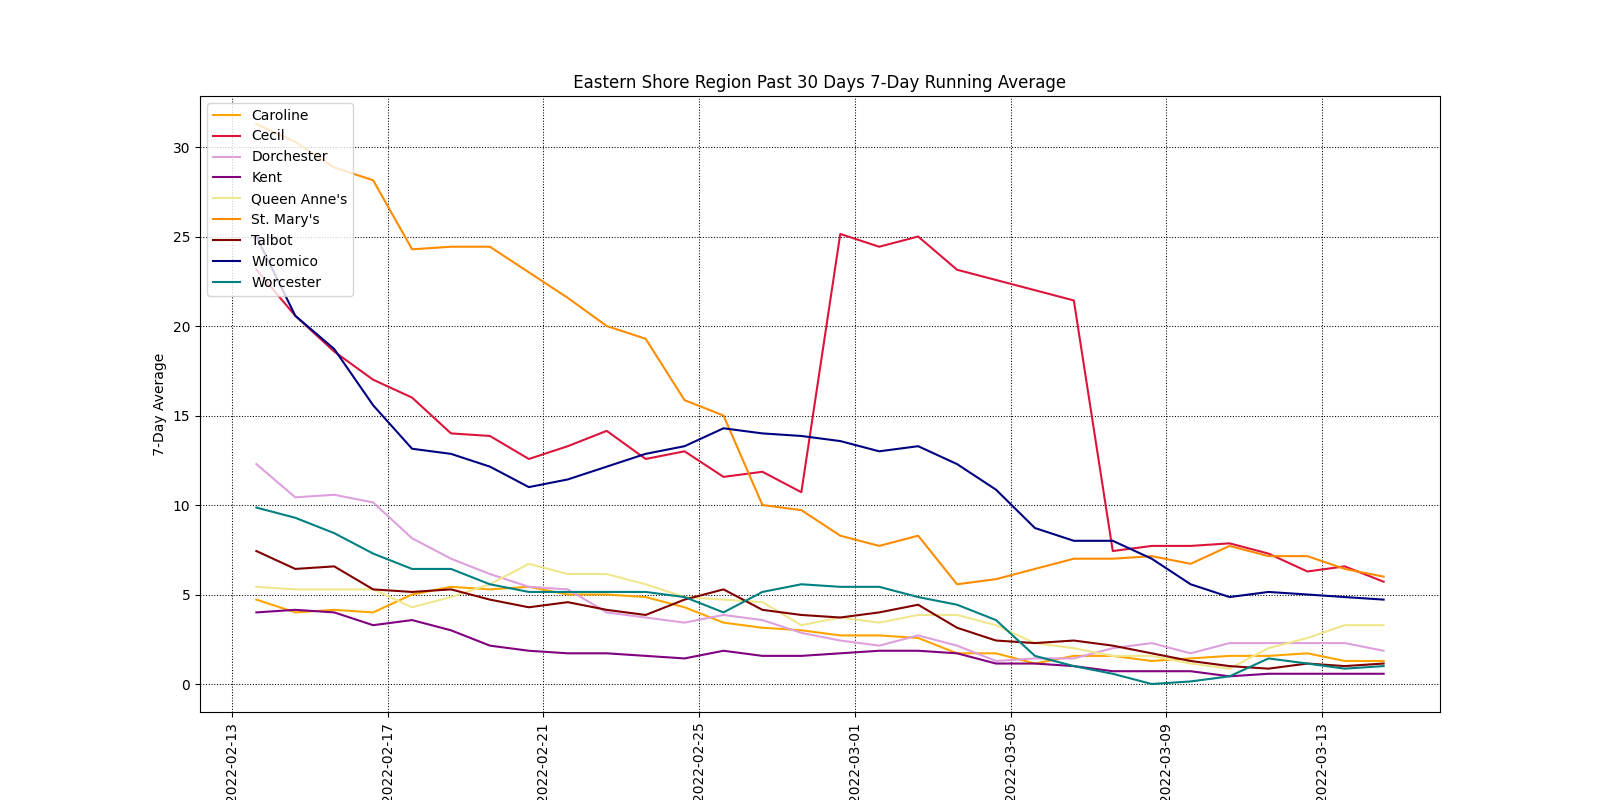 Eastern Shore Region Past 30 Days 7-Day Running Average
Caroline
Cecil
Dorchester
Kent
Queen Anne's
St. Mary's
Talbot
Wicomico
Worcester
30
25
20
15
10
5
0
7-Day Average
2022-02-13
2022-02-17
2022-02-21
2022-02-25
2022-03-01
2022-03-05
2022-03-09
2022-03-13